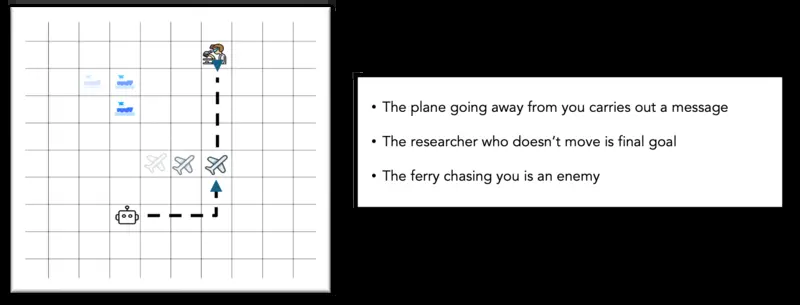 • The plane going away from you carries out a message
• The researcher who doesn’t move is final goal
• The ferry chasing you is an enemy